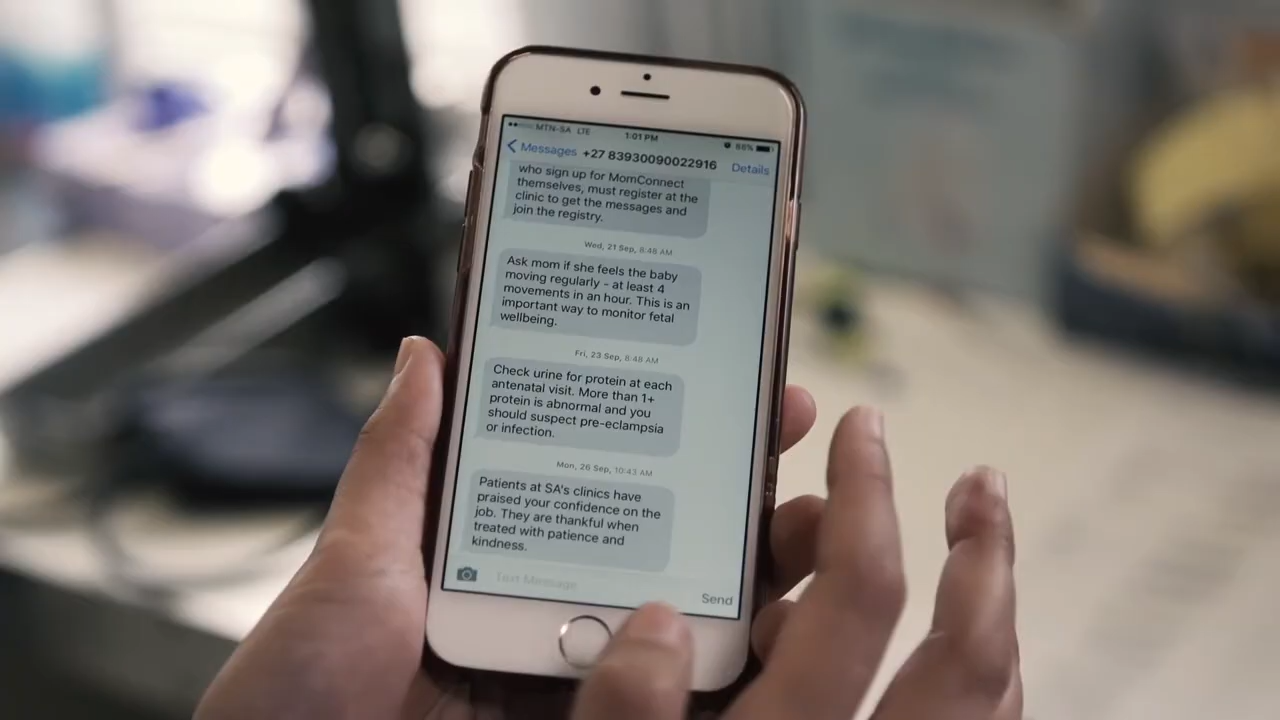 MTN-SA LTE 1:01 PM 86%
Messages +27 83930090022916 Details
who sign up for MomConnect
themselves, must register at the
clinic to get the messages and
join the registry.
Wed, 21 Sep, 8:48 AM
Ask mom if she feels the baby
moving regularly - at least 4
movements in an hour. This is an
important way to monitor fetal
wellbeing.
Fri, 23 Sep, 8:48 AM
Check urine for protein at each
antenatal visit. More than 1+
protein is abnormal and you
should suspect pre-eclampsia
or infection.
Mon, 26 Sep, 10:43 AM
Patients at SA's clinics have
praised your confidence on the
job. They are thankful when
treated with patience and
kindness.
Text Message Send